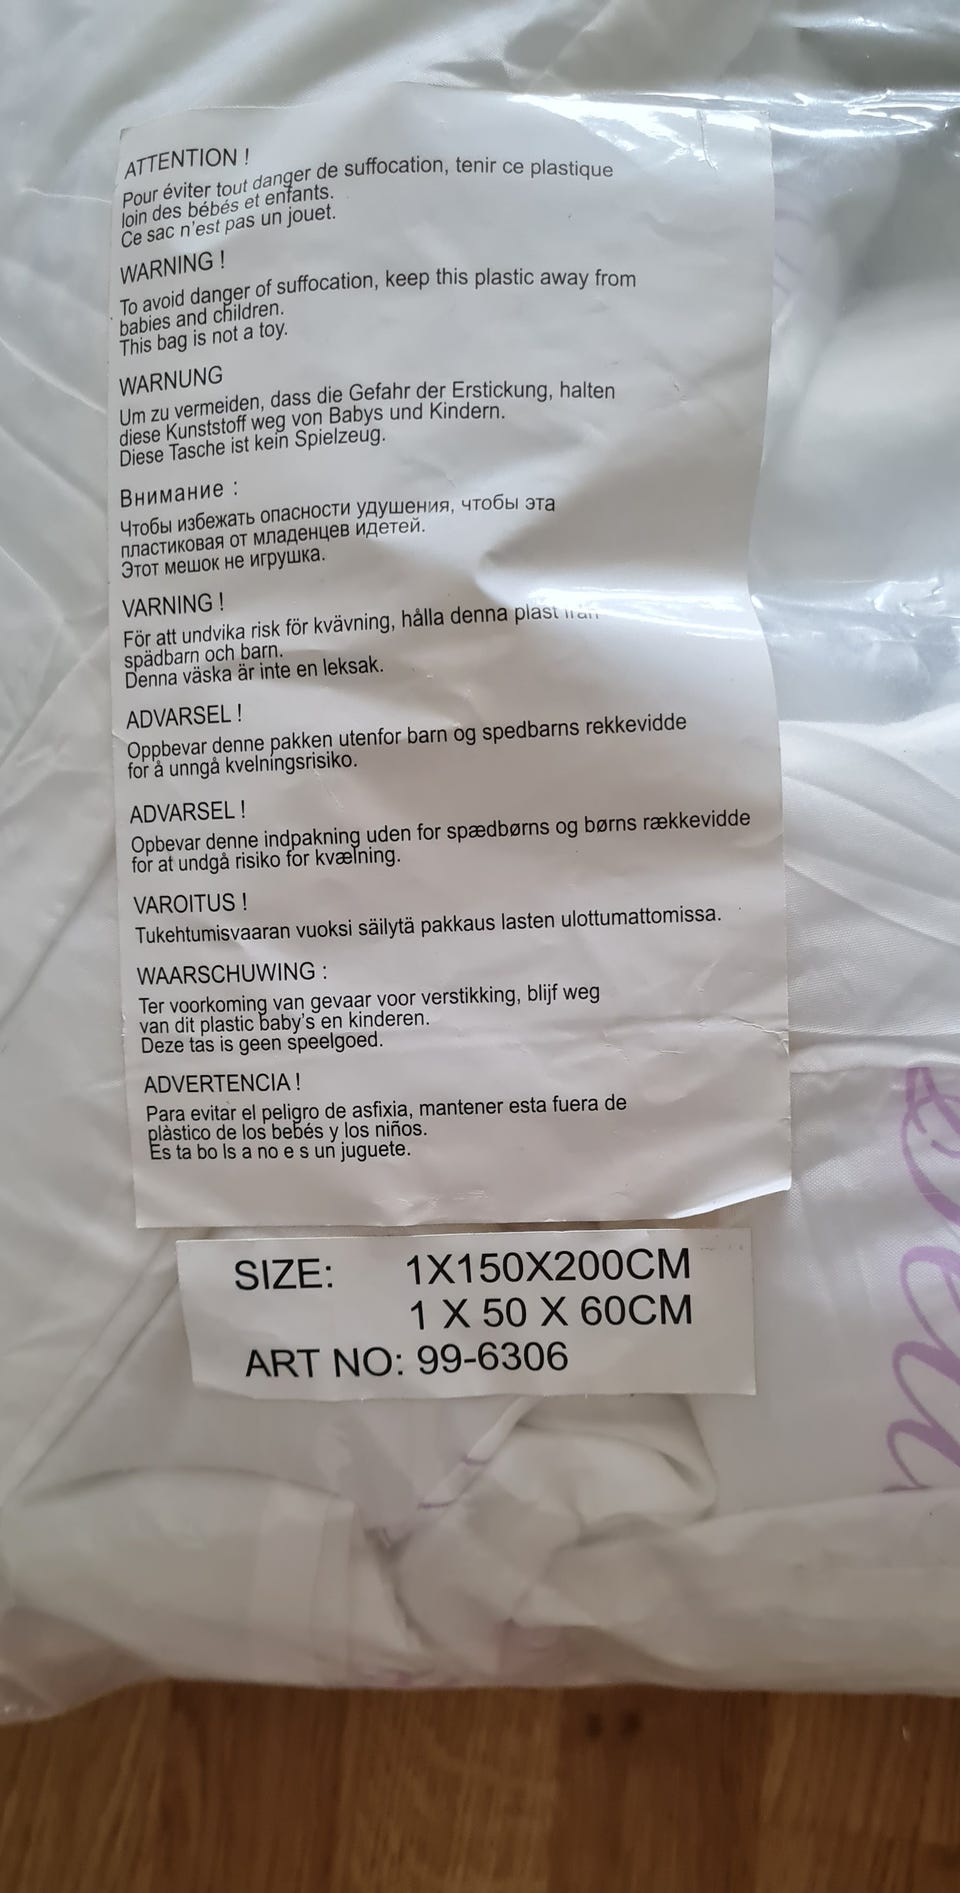 ATTENTION !
Pour éviter tout danger de suffocation, tenir ce plastique
loin des bébés et enfants.
Ce sac n'est pas un jouet.
WARNING !
To avoid danger of suffocation, keep this plastic away from
babies and children.
This bag is not a toy.
WARNUNG
Um zu vermeiden, dass die Gefahr der Erstickung, halten
diese Kunststoff weg von Babys und Kindern.
Diese Tasche ist kein Spielzeug.
Внимание :
Чтобы избежать опасности удушения, чтобы эта
пластиковая от младенцев идетей.
Этот мешок не игрушка.
VARNING !
För att undvika risk för kvävning, hålla denna plast från
spädbarn och barn.
Denna väska är inte en leksak.
ADVARSEL !
Oppbevar denne pakken utenfor barn og spedbarns rekkevidde
for å unngå kvelningsrisiko.
ADVARSEL !
Opbevar denne indpakning uden for spædbørns og børns rækkevidde
for at undgå risiko for kvælning.
VAROITUS !
Tukehtumisvaaran vuoksi säilytä pakkaus lasten ulottumattomissa.
WAARSCHUWING :
Ter voorkoming van gevaar voor verstikking, blijf weg
van dit plastic baby's en kinderen.
Deze tas is geen speelgoed.
ADVERTENCIA !
Para evitar el peligro de asfixia, mantener esta fuera de
plàstico de los bebés y los niños.
Es ta bo ls a no e s un juguete.
SIZE: 1X150X200CM
1 X 50 X 60CM
ART NO: 99-6306